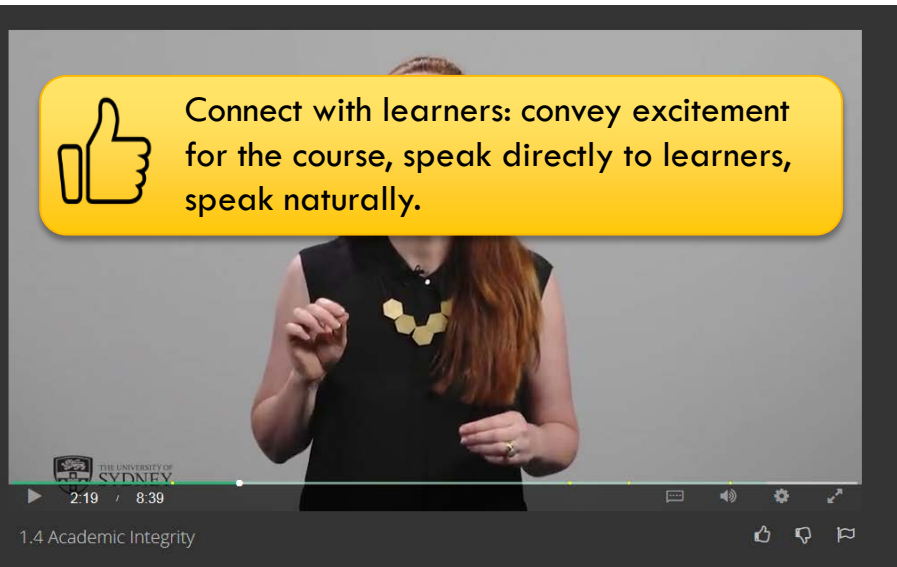 Connect with learners: convey excitement
for the course, speak directly to learners,
speak naturally.
THE UNIVERSITY OF
SYDNEY
2:19 / 8:39
1.4 Academic Integrity